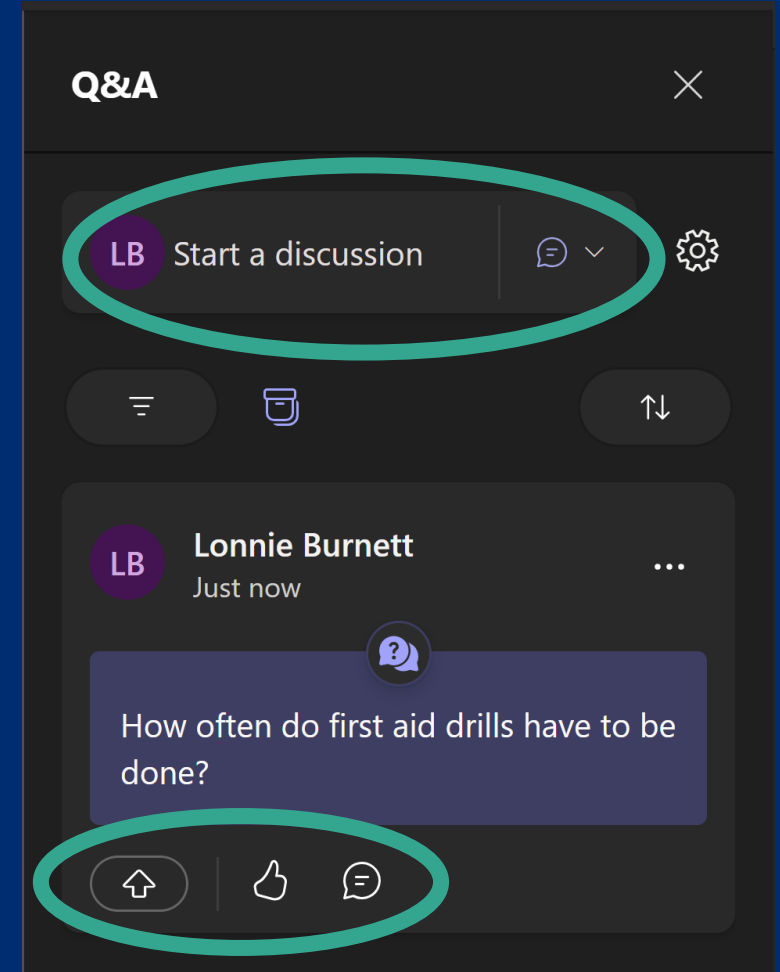 Q&A
LB Start a discussion
LB
Lonnie Burnett
Just now
How often do first aid drills have to be
done?